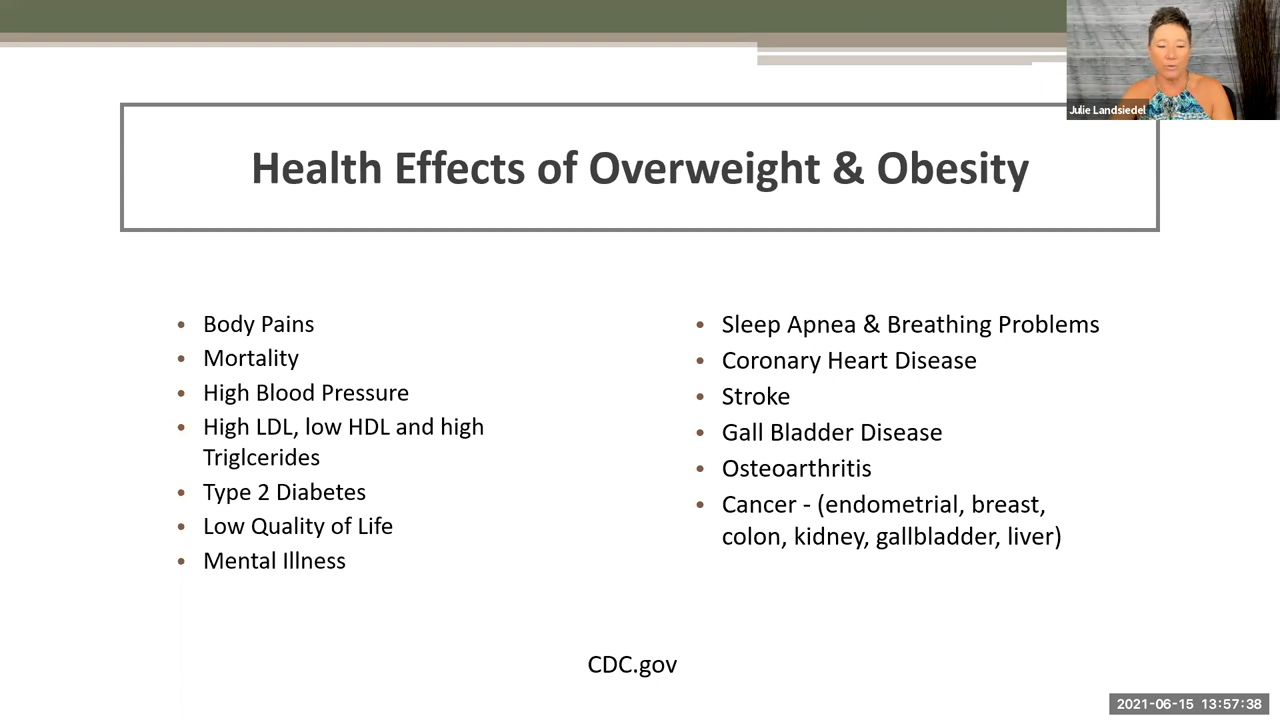 Julie Landsiedel
Health Effects of Overweight & Obesity
• Body Pains
• Mortality
• High Blood Pressure
• High LDL, low HDL and high
Triglcerides
• Type 2 Diabetes
• Low Quality of Life
• Mental Illness
• Sleep Apnea & Breathing Problems
• Coronary Heart Disease
• Stroke
• Gall Bladder Disease
• Osteoarthritis
• Cancer - (endometrial, breast,
colon, kidney, gallbladder, liver)
CDC.gov
2021-06-15 13:57:38